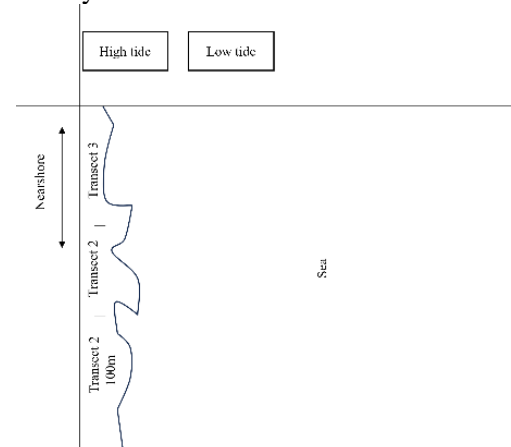 High tide
Low tide
Nearshore
Transect 3
Transect 2
Transect 2
100m
Sea